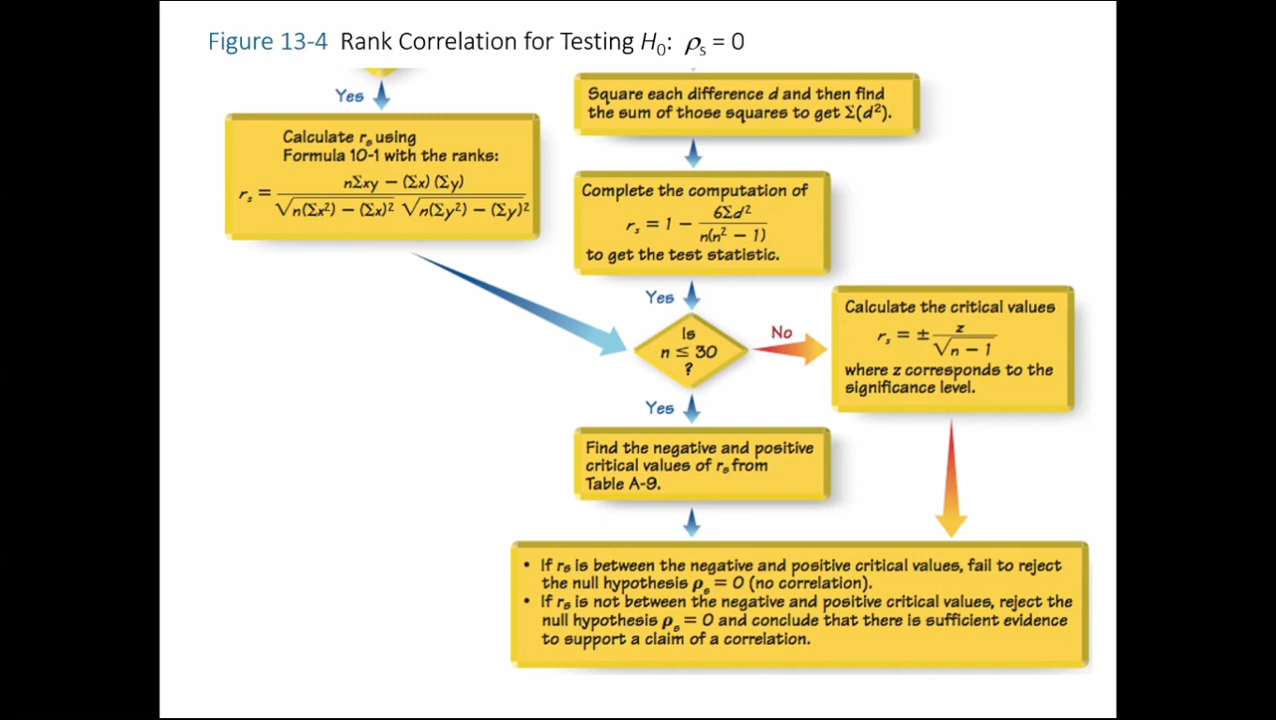 Figure 13-4 Rank Correlation for Testing H₀: ρₛ = 0
Yes
Calculate rₛ using
Formula 10-1 with the ranks:
rₛ = nΣxy − (Σx) (Σy) / √n(Σx²) − (Σx)² √n(Σy²) − (Σy)²
Square each difference d and then find
the sum of those squares to get Σ(d²).
Complete the computation of
rₛ = 1 − 6Σd² / n(n² − 1)
to get the test statistic.
Yes
Is
n ≤ 30
?
No
Calculate the critical values
rₛ = ± z / √n − 1
where z corresponds to the
significance level.
Yes
Find the negative and positive
critical values of rₛ from
Table A-9.
• If rₛ is between the negative and positive critical values, fail to reject
the null hypothesis ρₛ = 0 (no correlation).
• If rₛ is not between the negative and positive critical values, reject the
null hypothesis ρₛ = 0 and conclude that there is sufficient evidence
to support a claim of a correlation.